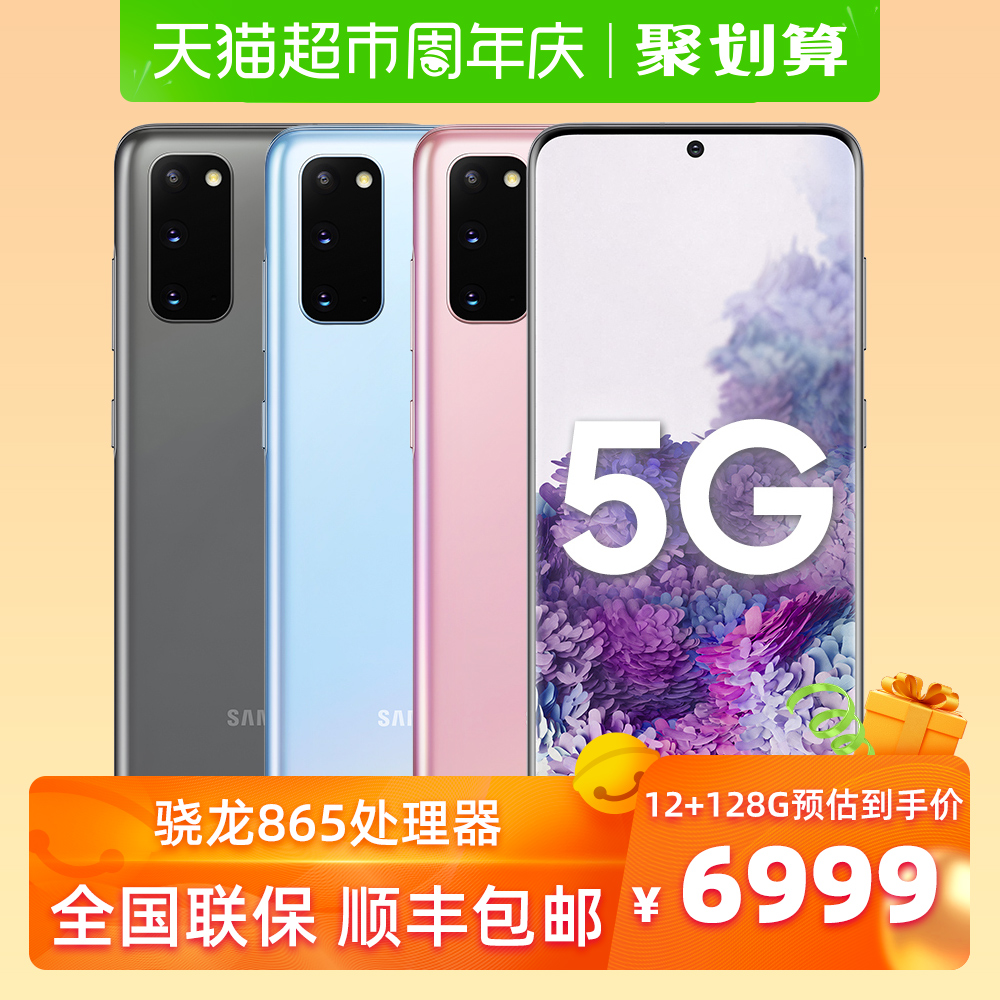 天猫超市周年庆 | 聚划算
5G
SAM
SAI
骁龙865处理器
全国联保 顺丰包邮
12+128G预估到手价
¥ 6999